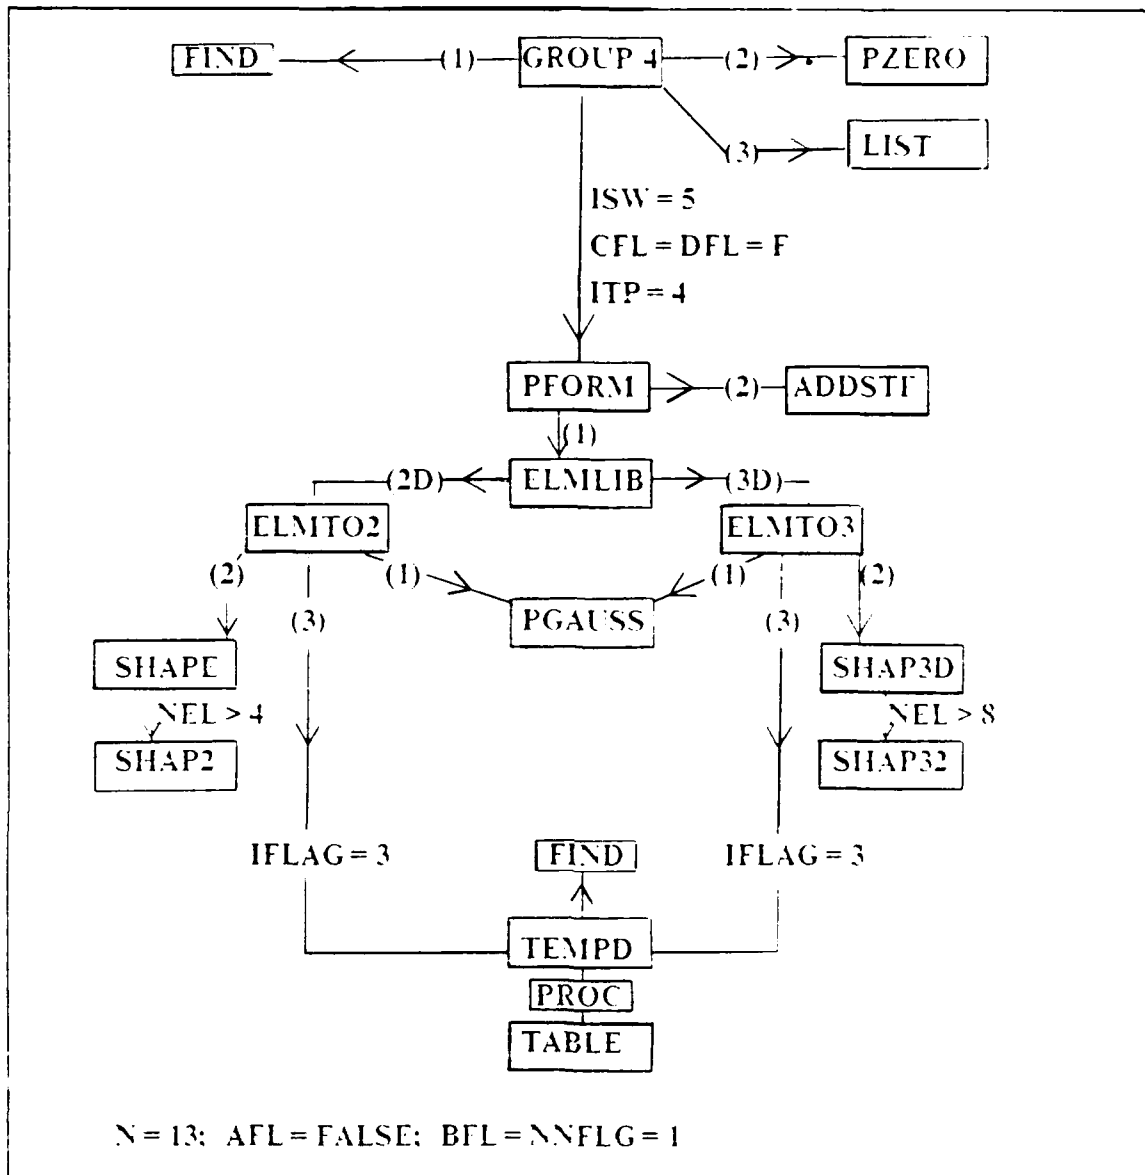 FIND (1) GROUP 4 (2) PZERO
(3) LIST
ISW = 5
CFL = DFL = F
ITP = 4
PFORM (2) ADDSTF
(1)
(2D) ELMLIB (3D)
ELMTO2 ELMTO3
(2) (1) (1) (2)
(3) PGAUSS (3)
SHAPE SHAP3D
NEL > 4 NEL > 8
SHAP2 SHAP32
IFLAG = 3 FIND IFLAG = 3
TEMPD
PROC
TABLE
N = 13; AFL = FALSE; BFL = NNFLG = 1